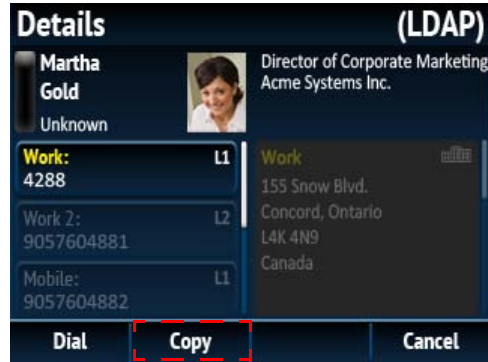 Details (LDAP)
Martha
Gold
Unknown
Director of Corporate Marketing
Acme Systems Inc.
Work: L1
4288
Work 2: L2
9057604881
Mobile: L1
9057604882
Work
155 Snow Blvd.
Concord, Ontario
L4K 4N9
Canada
Dial Copy Cancel